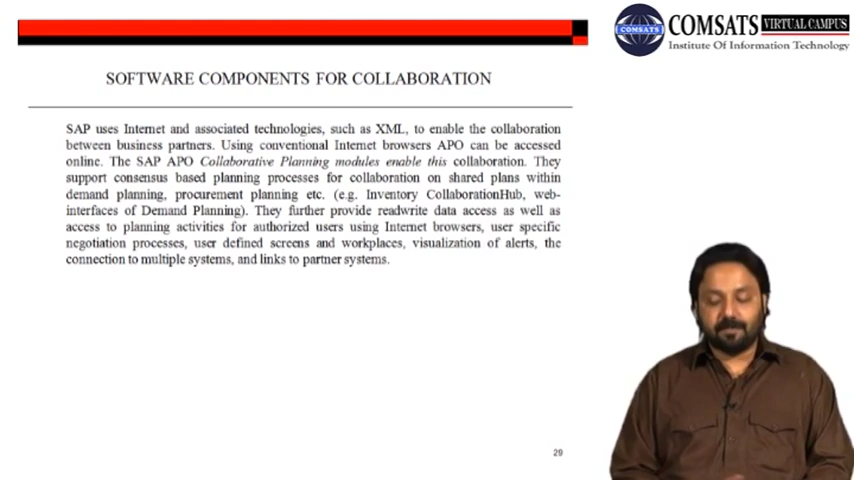 COMSATS
COMSATS VIRTUAL CAMPUS
Institute Of Information Technology
SOFTWARE COMPONENTS FOR COLLABORATION
SAP uses Internet and associated technologies, such as XML, to enable the collaboration
between business partners. Using conventional Internet browsers APO can be accessed
online. The SAP APO Collaborative Planning modules enable this collaboration. They
support consensus based planning processes for collaboration on shared plans within
demand planning, procurement planning etc. (e.g. Inventory CollaborationHub, web-
interfaces of Demand Planning). They further provide readwrite data access as well as
access to planning activities for authorized users using Internet browsers, user specific
negotiation processes, user defined screens and workplaces, visualization of alerts, the
connection to multiple systems, and links to partner systems.
29